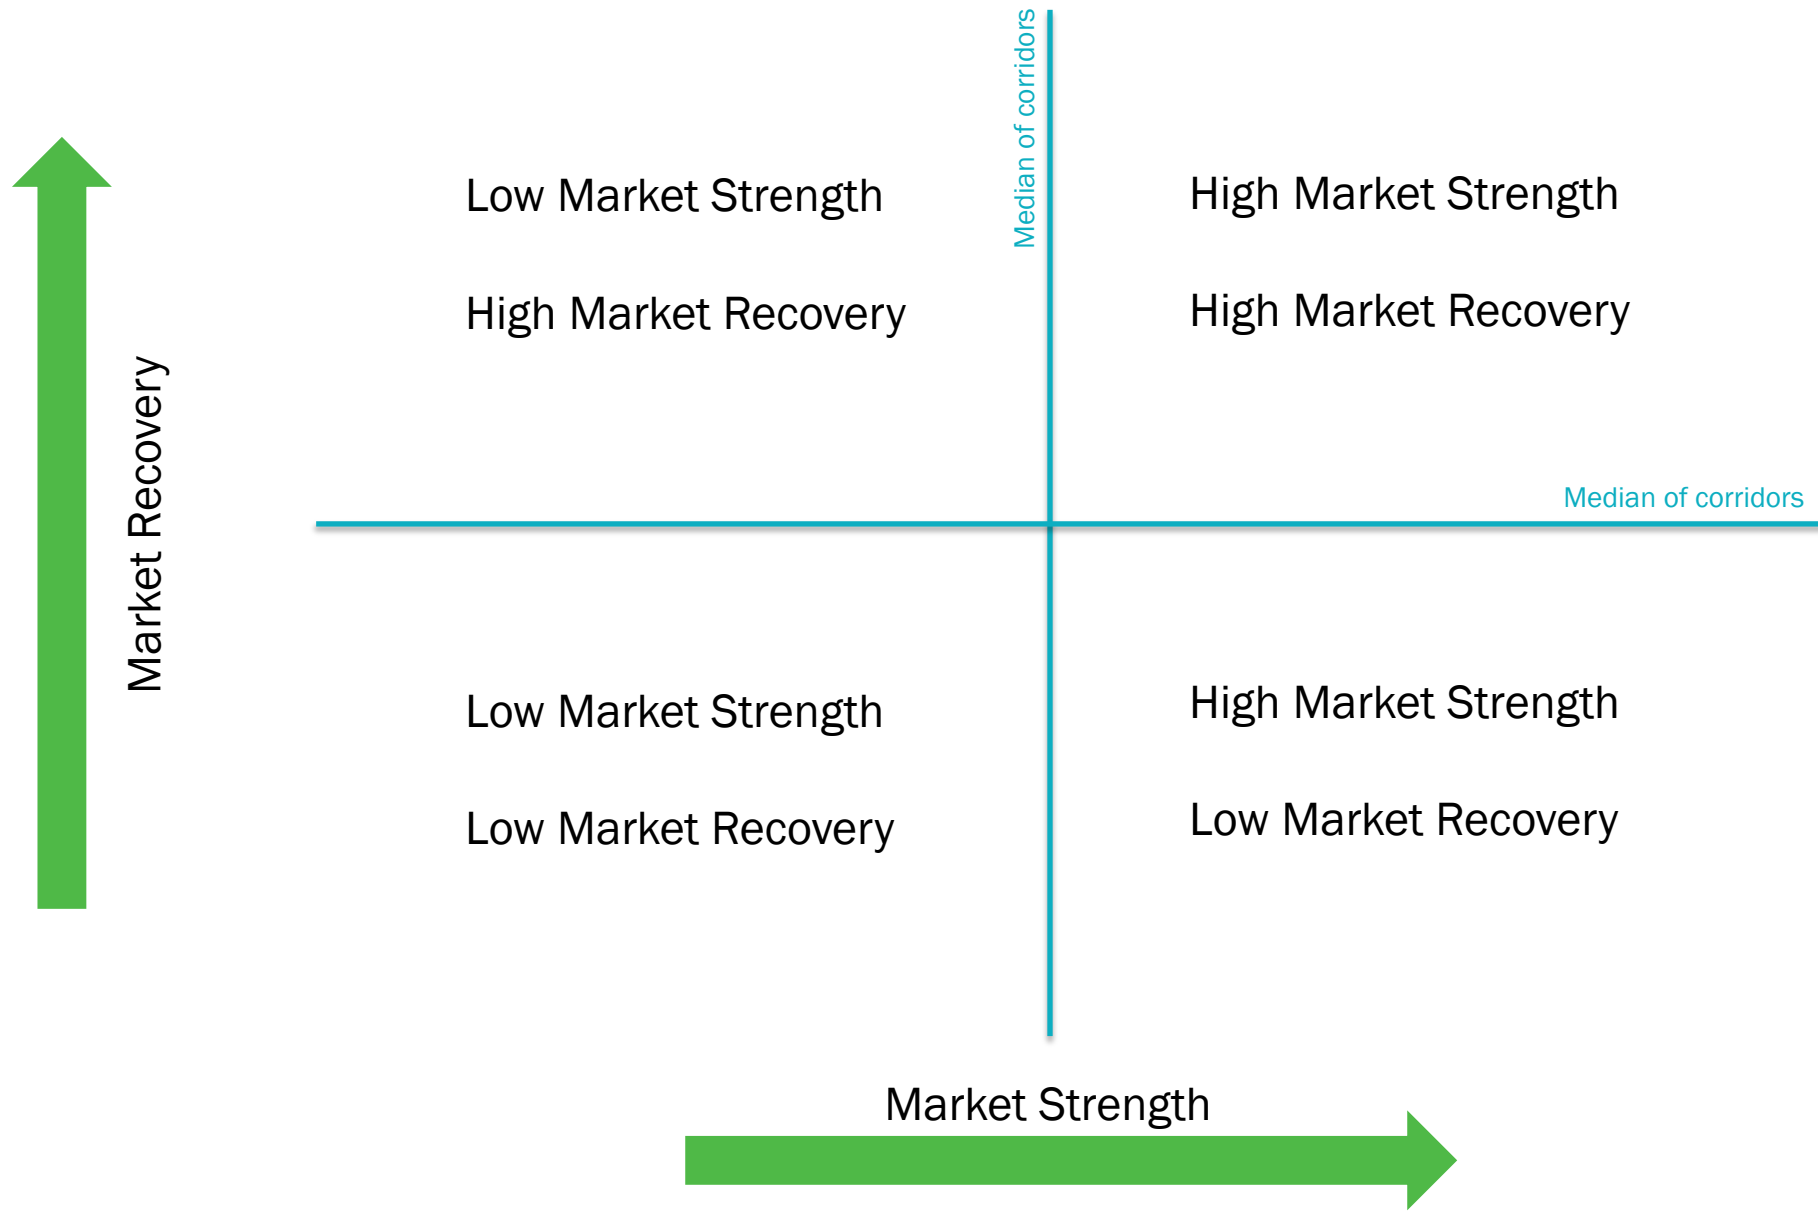 Median of corridors
Low Market Strength
High Market Recovery
High Market Strength
High Market Recovery
Median of corridors
Market Recovery
Low Market Strength
Low Market Recovery
High Market Strength
Low Market Recovery
Market Strength